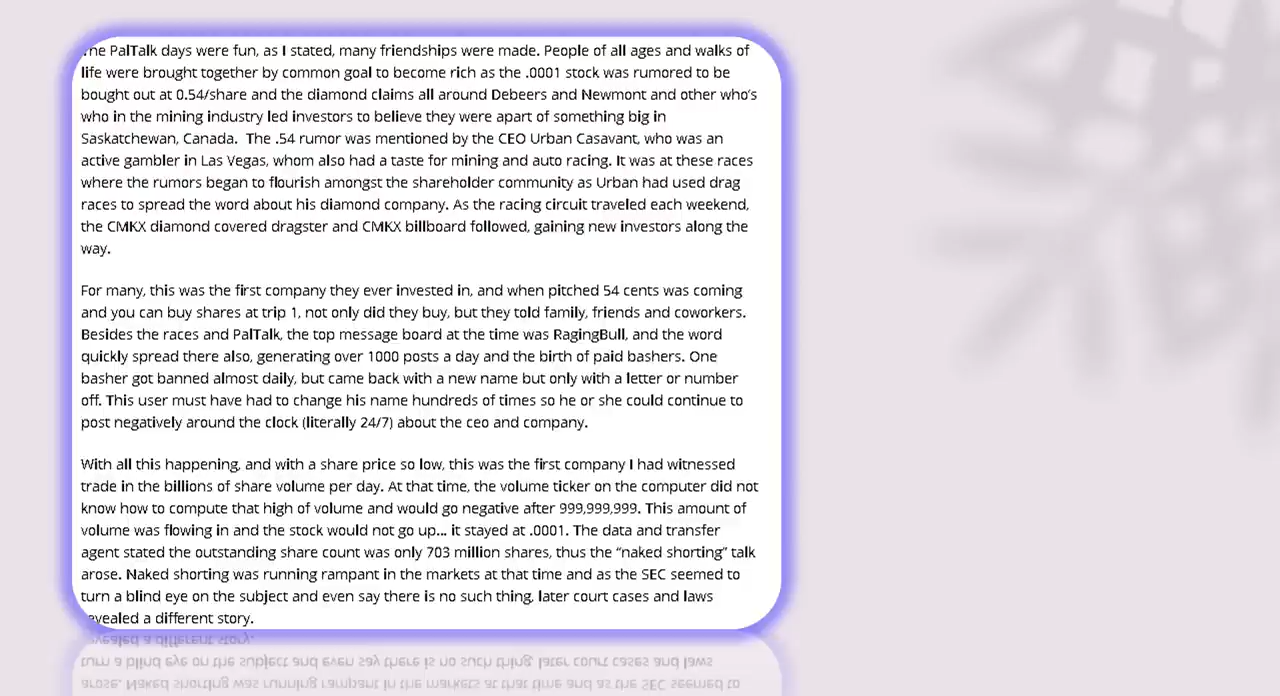 The PalTalk days were fun, as I stated, many friendships were made. People of all ages and walks of
life were brought together by common goal to become rich as the .0001 stock was rumored to be
bought out at 0.54/share and the diamond claims all around Debeers and Newmont and other who's
who in the mining industry led investors to believe they were apart of something big in
Saskatchewan, Canada.  The .54 rumor was mentioned by the CEO Urban Casavant, who was an
active gambler in Las Vegas, whom also had a taste for mining and auto racing. It was at these races
where the rumors began to flourish amongst the shareholder community as Urban had used drag
races to spread the word about his diamond company. As the racing circuit traveled each weekend,
the CMKX diamond covered dragster and CMKX billboard followed, gaining new investors along the
way.
For many, this was the first company they ever invested in, and when pitched 54 cents was coming
and you can buy shares at trip 1, not only did they buy, but they told family, friends and coworkers.
Besides the races and PalTalk, the top message board at the time was RagingBull, and the word
quickly spread there also, generating over 1000 posts a day and the birth of paid bashers. One
basher got banned almost daily, but came back with a new name but only with a letter or number
off. This user must have had to change his name hundreds of times so he or she could continue to
post negatively around the clock (literally 24/7) about the ceo and company.
With all this happening, and with a share price so low, this was the first company I had witnessed
trade in the billions of share volume per day. At that time, the volume ticker on the computer did not
know how to compute that high of volume and would go negative after 999,999,999. This amount of
volume was flowing in and the stock would not go up... it stayed at .0001. The data and transfer
agent stated the outstanding share count was only 703 million shares, thus the “naked shorting” talk
arose. Naked shorting was running rampant in the markets at that time and as the SEC seemed to
turn a blind eye on the subject and even say there is no such thing, later court cases and laws
revealed a different story.